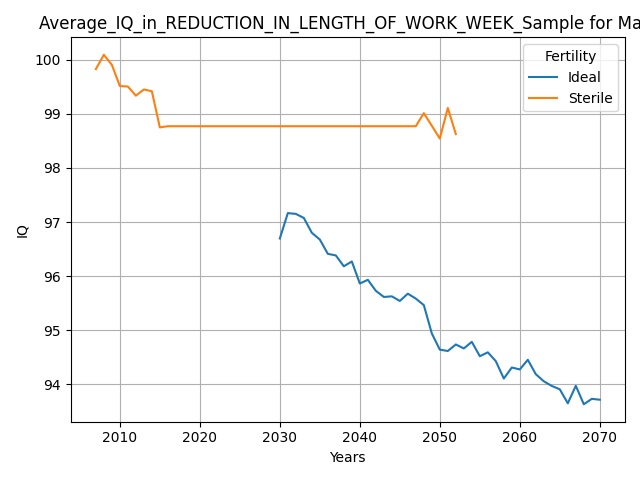 Average_IQ_in_REDUCTION_IN_LENGTH_OF_WORK_WEEK_Sample for Ma
Fertility
Ideal
Sterile
IQ
100
99
98
97
96
95
94
2010 2020 2030 2040 2050 2060 2070
Years